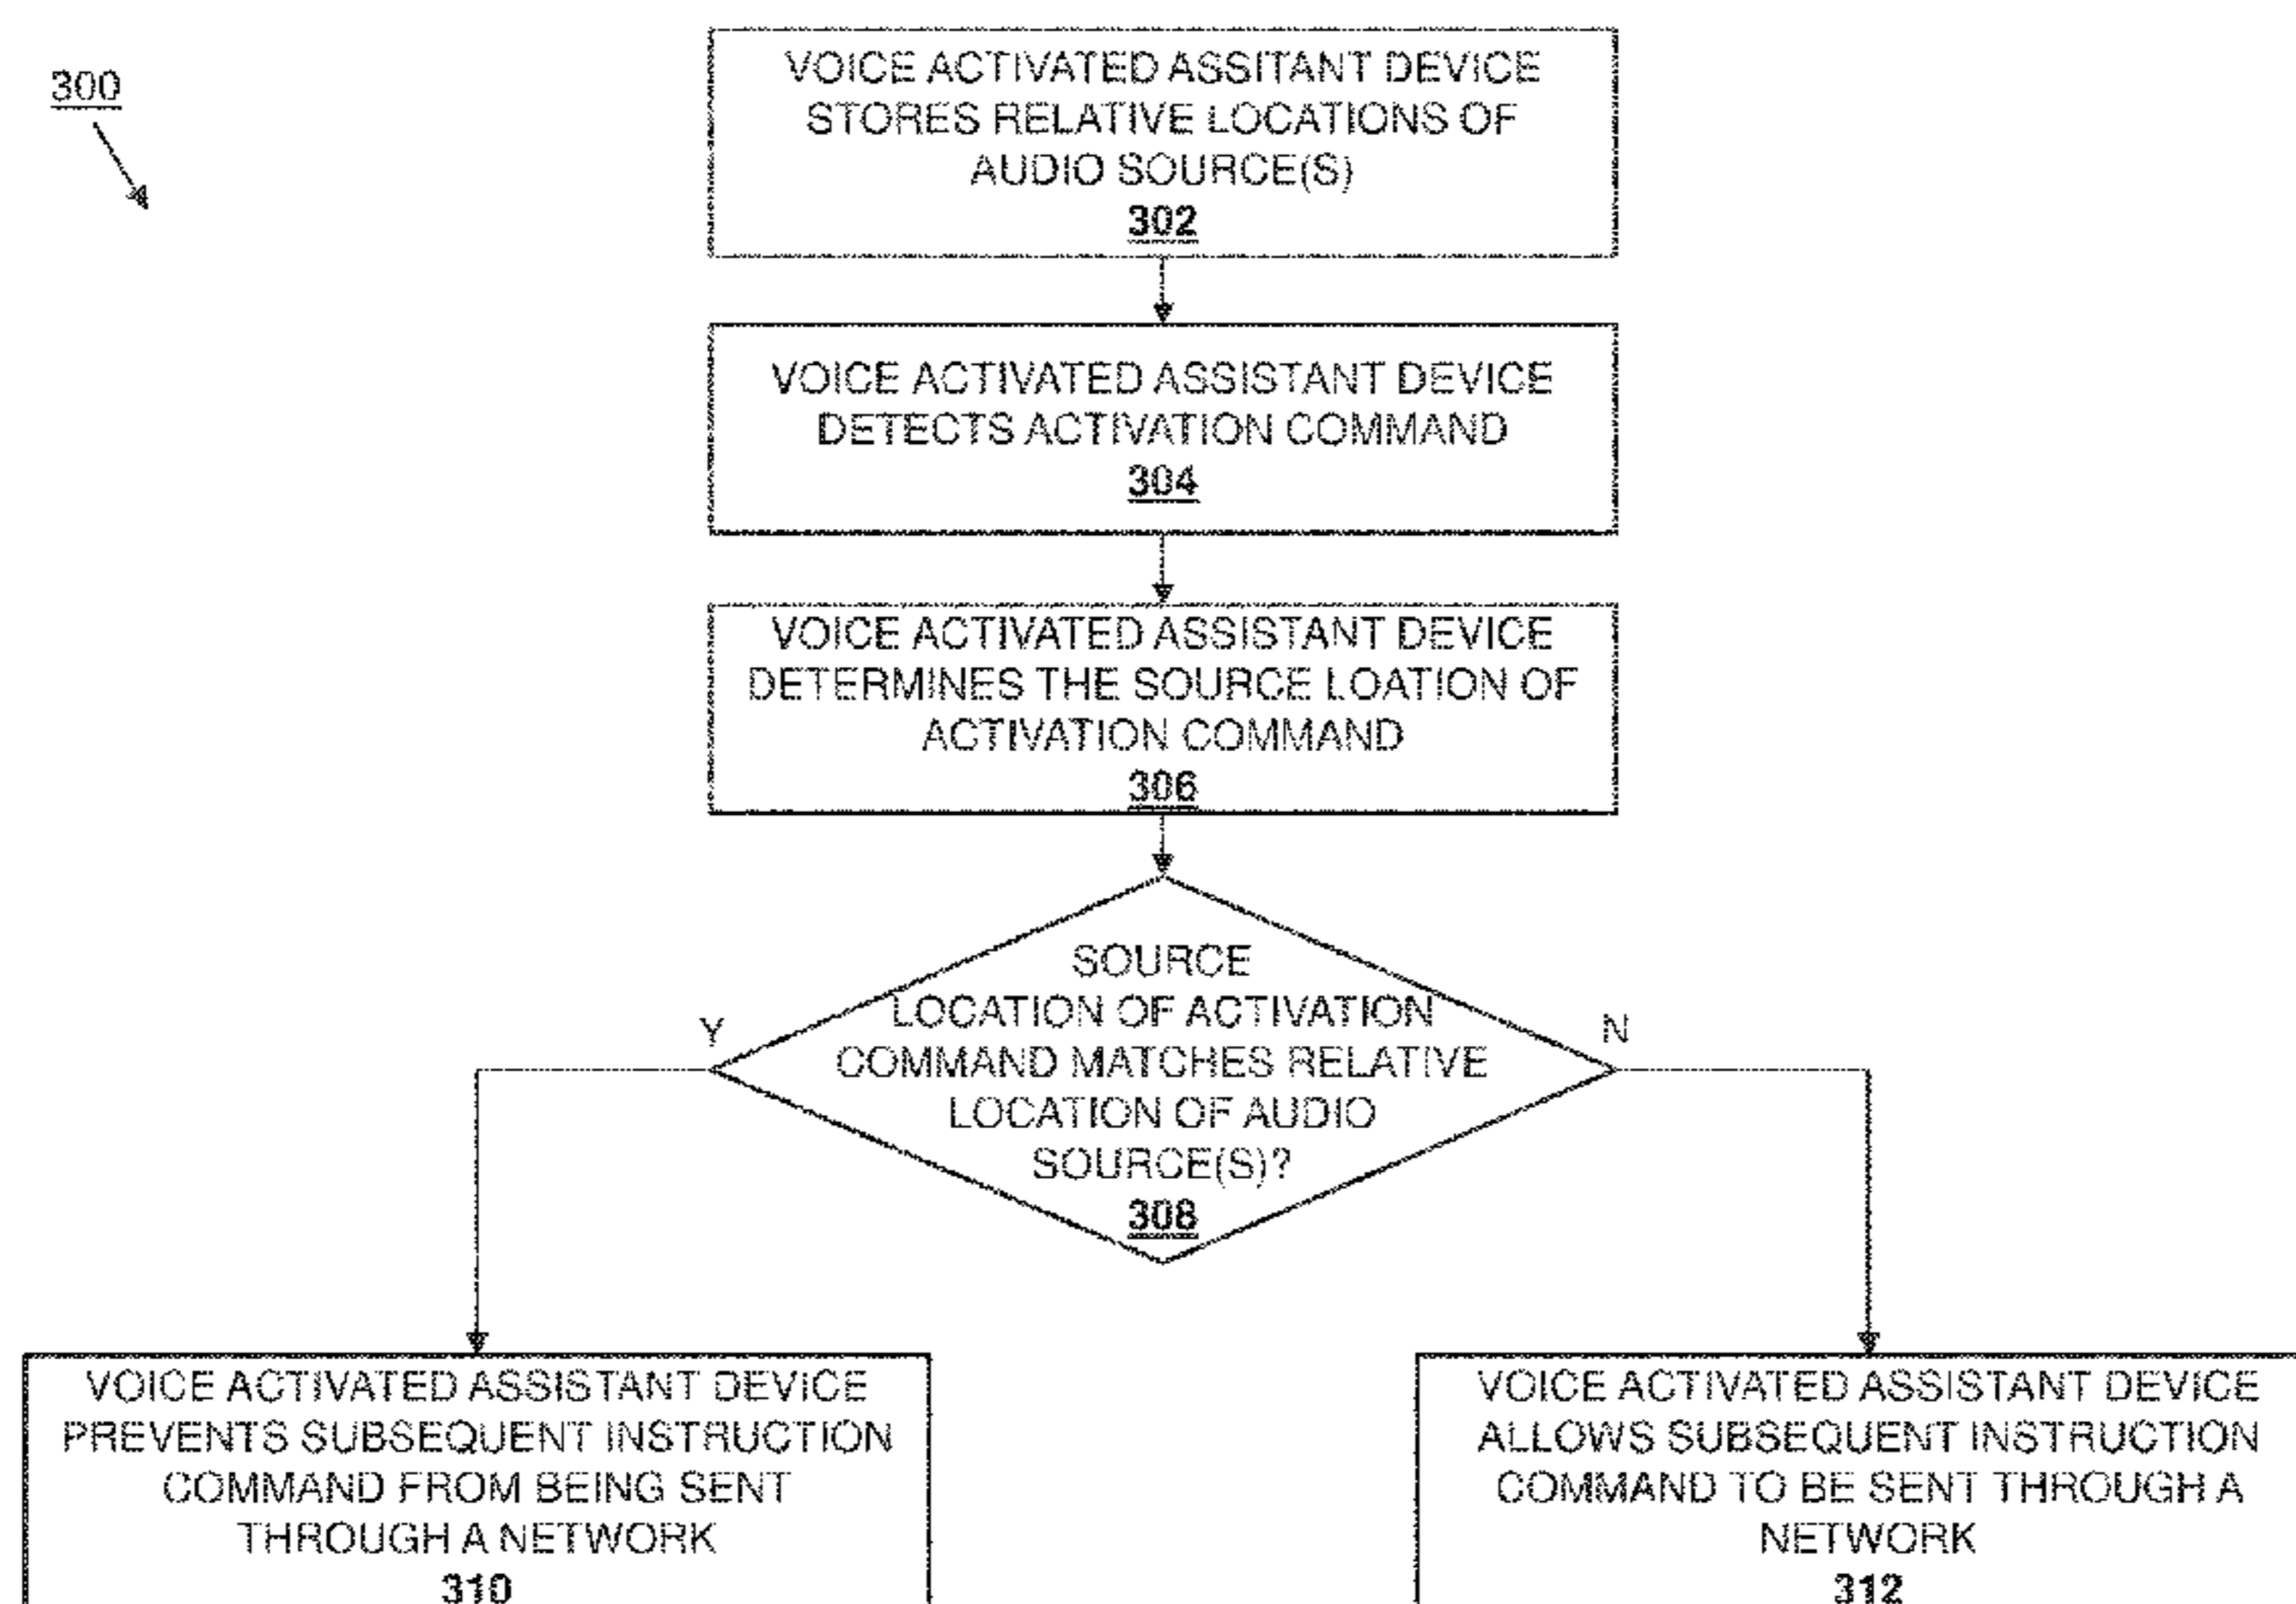 300
VOICE ACTIVATED ASSITANT DEVICE
STORES RELATIVE LOCATIONS OF
AUDIO SOURCE(S)
302
VOICE ACTIVATED ASSISTANT DEVICE
DETECTS ACTIVATION COMMAND
304
VOICE ACTIVATED ASSISTANT DEVICE
DETERMINES THE SOURCE LOATION OF
ACTIVATION COMMAND
306
SOURCE
LOCATION OF ACTIVATION
COMMAND MATCHES RELATIVE
LOCATION OF AUDIO
SOURCE(S)?
308
Y
N
VOICE ACTIVATED ASSISTANT DEVICE
PREVENTS SUBSEQUENT INSTRUCTION
COMMAND FROM BEING SENT
THROUGH A NETWORK
310
VOICE ACTIVATED ASSISTANT DEVICE
ALLOWS SUBSEQUENT INSTRUCTION
COMMAND TO BE SENT THROUGH A
NETWORK
312